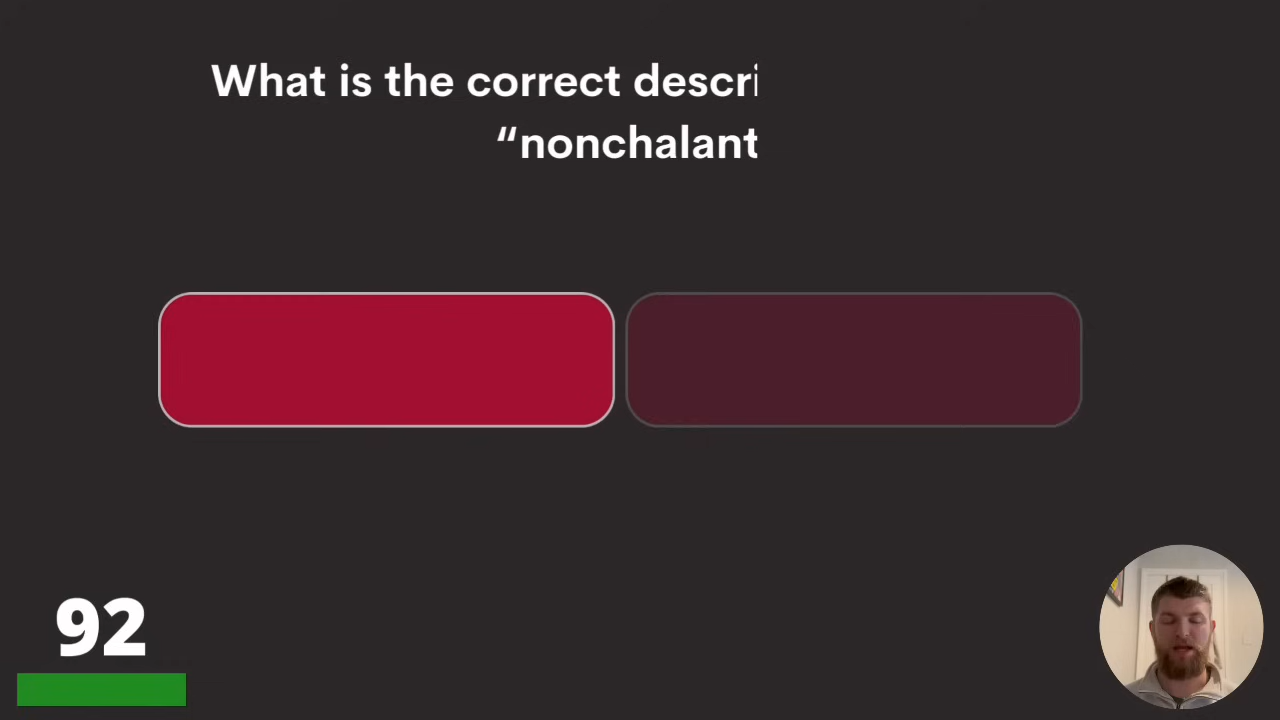 What is the correct descri
“nonchalant
92